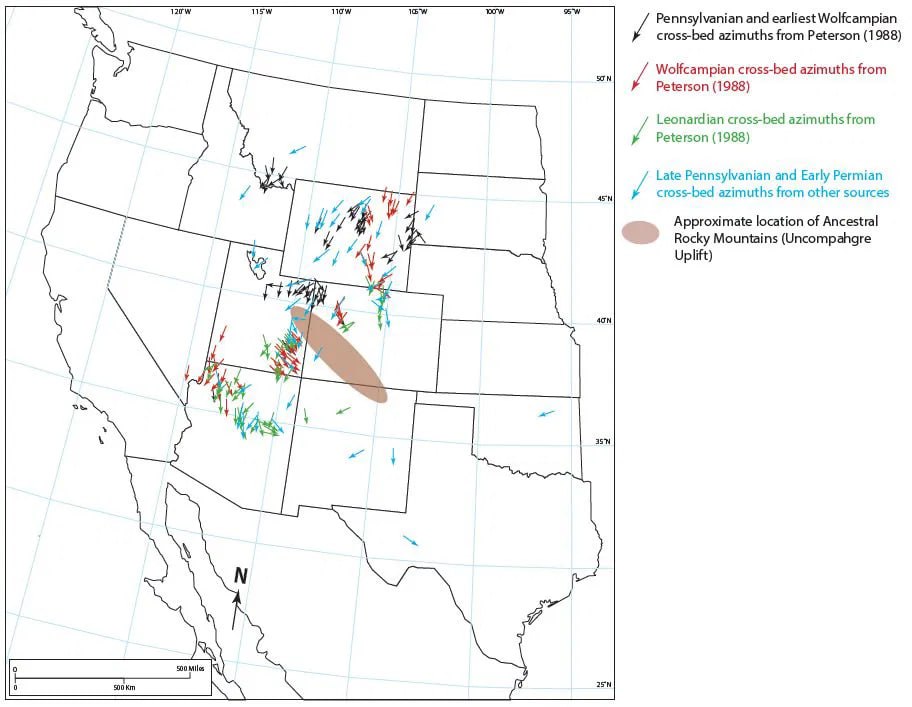 120°W
115°W
110°W
105°W
100°W
95°W
50°N
45°N
40°N
35°N
25°N
N
0
500 Miles
0
500 Km
Pennsylvanian and earliest Wolfcampian
cross-bed azimuths from Peterson (1988)
Wolfcampian cross-bed azimuths from
Peterson (1988)
Leonardian cross-bed azimuths from
Peterson (1988)
Late Pennsylvanian and Early Permian
cross-bed azimuths from other sources
Approximate location of Ancestral
Rocky Mountains (Uncompahgre
Uplift)